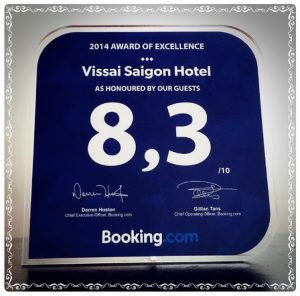 2014 AWARD OF EXCELLENCE
Vissai Saigon Hotel
AS HONOURED BY OUR GUESTS
8,3 /10
Darren Huston Gillian Tans
Chief Executive Officer, Booking.com Chief Operating Officer, Booking.com
Booking.com